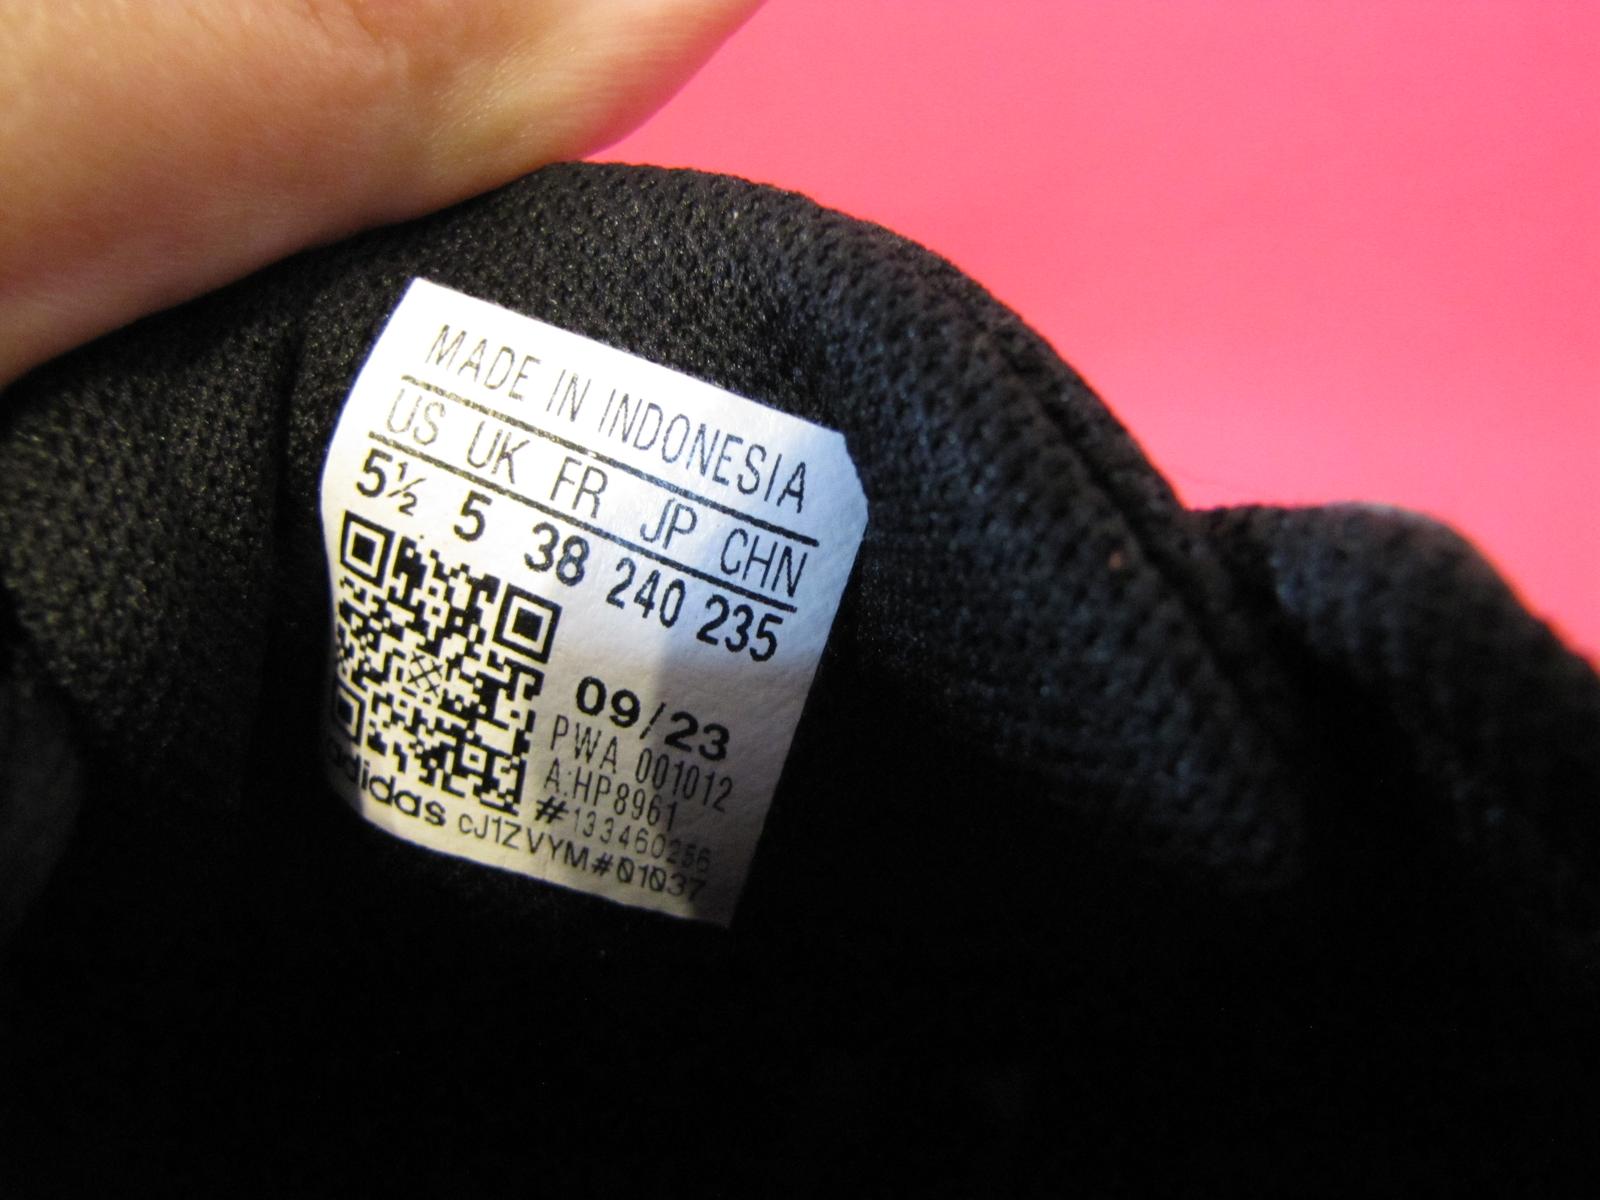 MADE IN INDONESIA
US UK FR JP CHN
5½ 5 38 240 235
09/23
PWA 001012
A:HP8961
#133460256
adidas cJ1ZVYM#01037